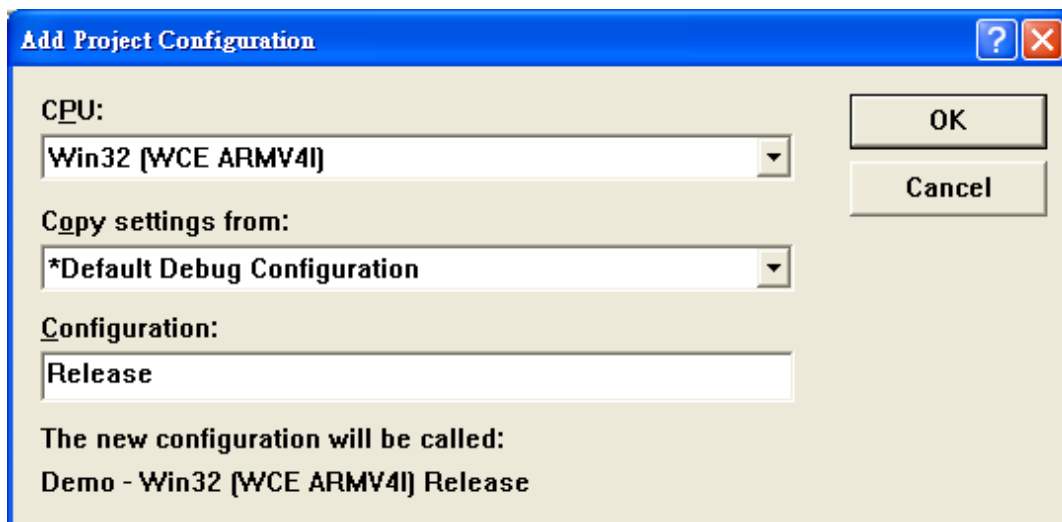 Add Project Configuration
?
CPU:
OK
Win32 (WCE ARMV4I)
Cancel
Copy settings from:
*Default Debug Configuration
Configuration:
Release
The new configuration will be called:
Demo - Win32 (WCE ARMV4I) Release